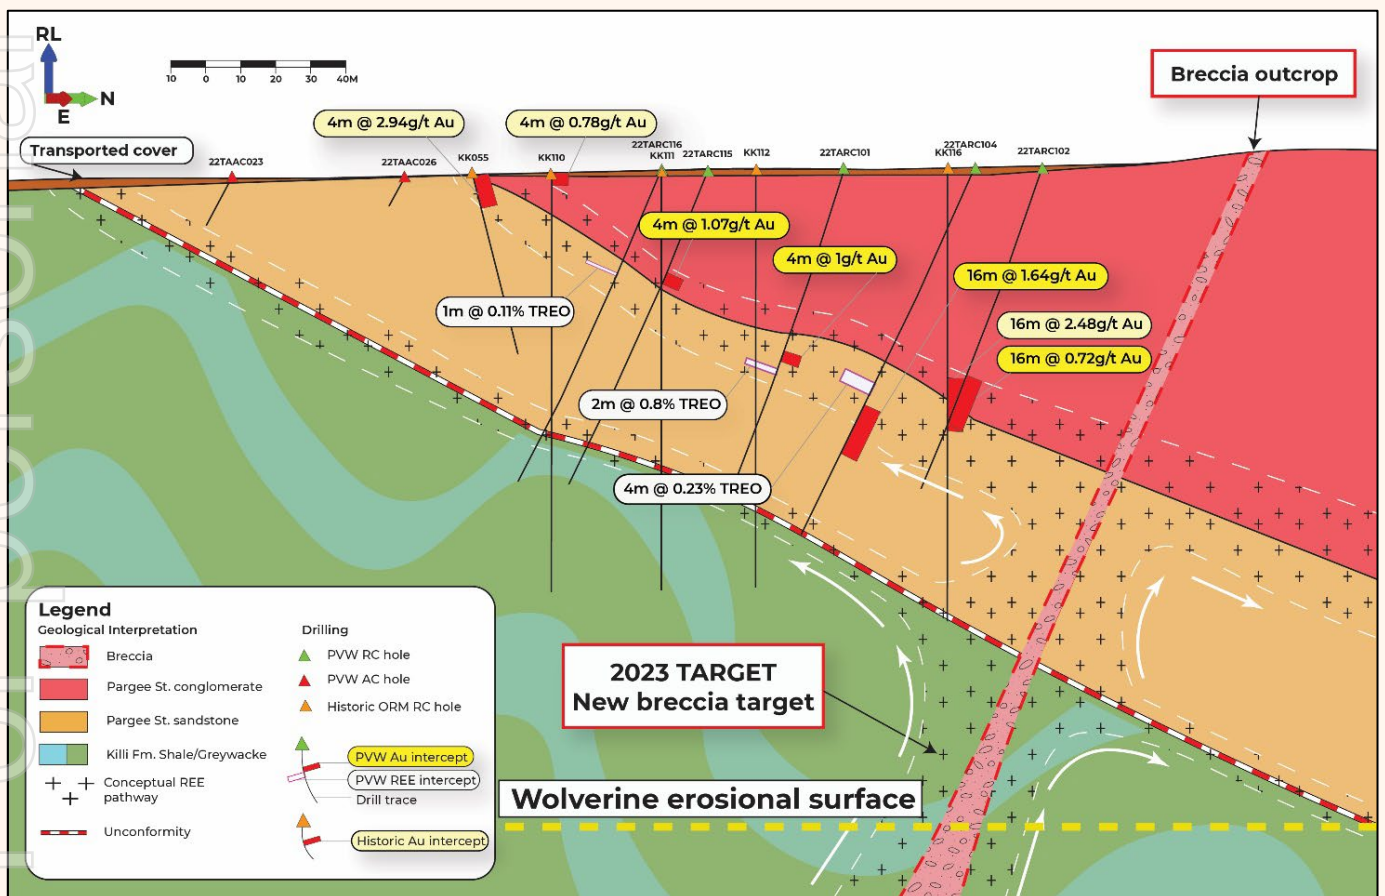 RL
N
E
10 0 10 20 30 40M
Breccia outcrop
4m @ 2.94g/t Au
4m @ 0.78g/t Au
Transported cover
22TAAC023
22TAAC026
KK055
KK110
22TARC116
KK111
22TARC115
KK112
22TARC101
22TARC104
KK116
22TARC102
4m @ 1.07g/t Au
4m @ 1g/t Au
16m @ 1.64g/t Au
1m @ 0.11% TREO
16m @ 2.48g/t Au
16m @ 0.72g/t Au
2m @ 0.8% TREO
4m @ 0.23% TREO
2023 TARGET
New breccia target
Wolverine erosional surface
Legend
Geological Interpretation
Breccia
Pargee St. conglomerate
Pargee St. sandstone
Killi Fm. Shale/Greywacke
Conceptual REE
pathway
Unconformity
Drilling
PVW RC hole
PVW AC hole
Historic ORM RC hole
PVW Au intercept
PVW REE intercept
Drill trace
Historic Au intercept